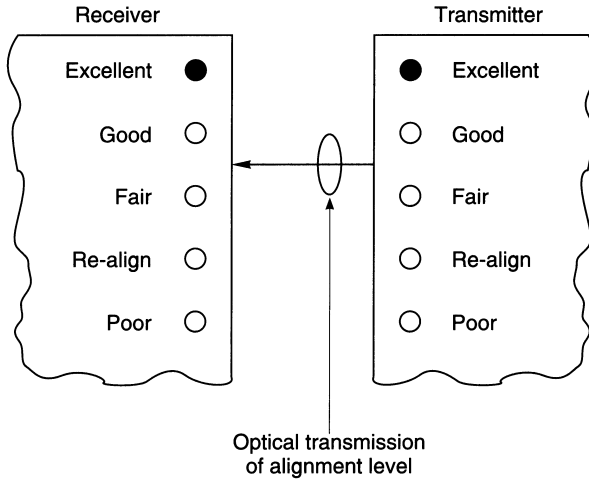 Receiver
Transmitter
Excellent
Excellent
Good
Good
Fair
Fair
Re-align
Re-align
Poor
Poor
Optical transmission
of alignment level